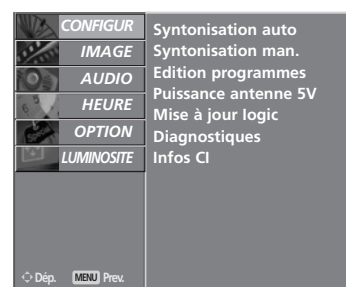 CONFIGUR
IMAGE
AUDIO
HEURE
OPTION
LUMINOSITE
Syntonisation auto
Syntonisation man.
Edition programmes
Puissance antenne 5V
Mise à jour logic
Diagnostiques
Infos CI
Dép. MENU Prev.